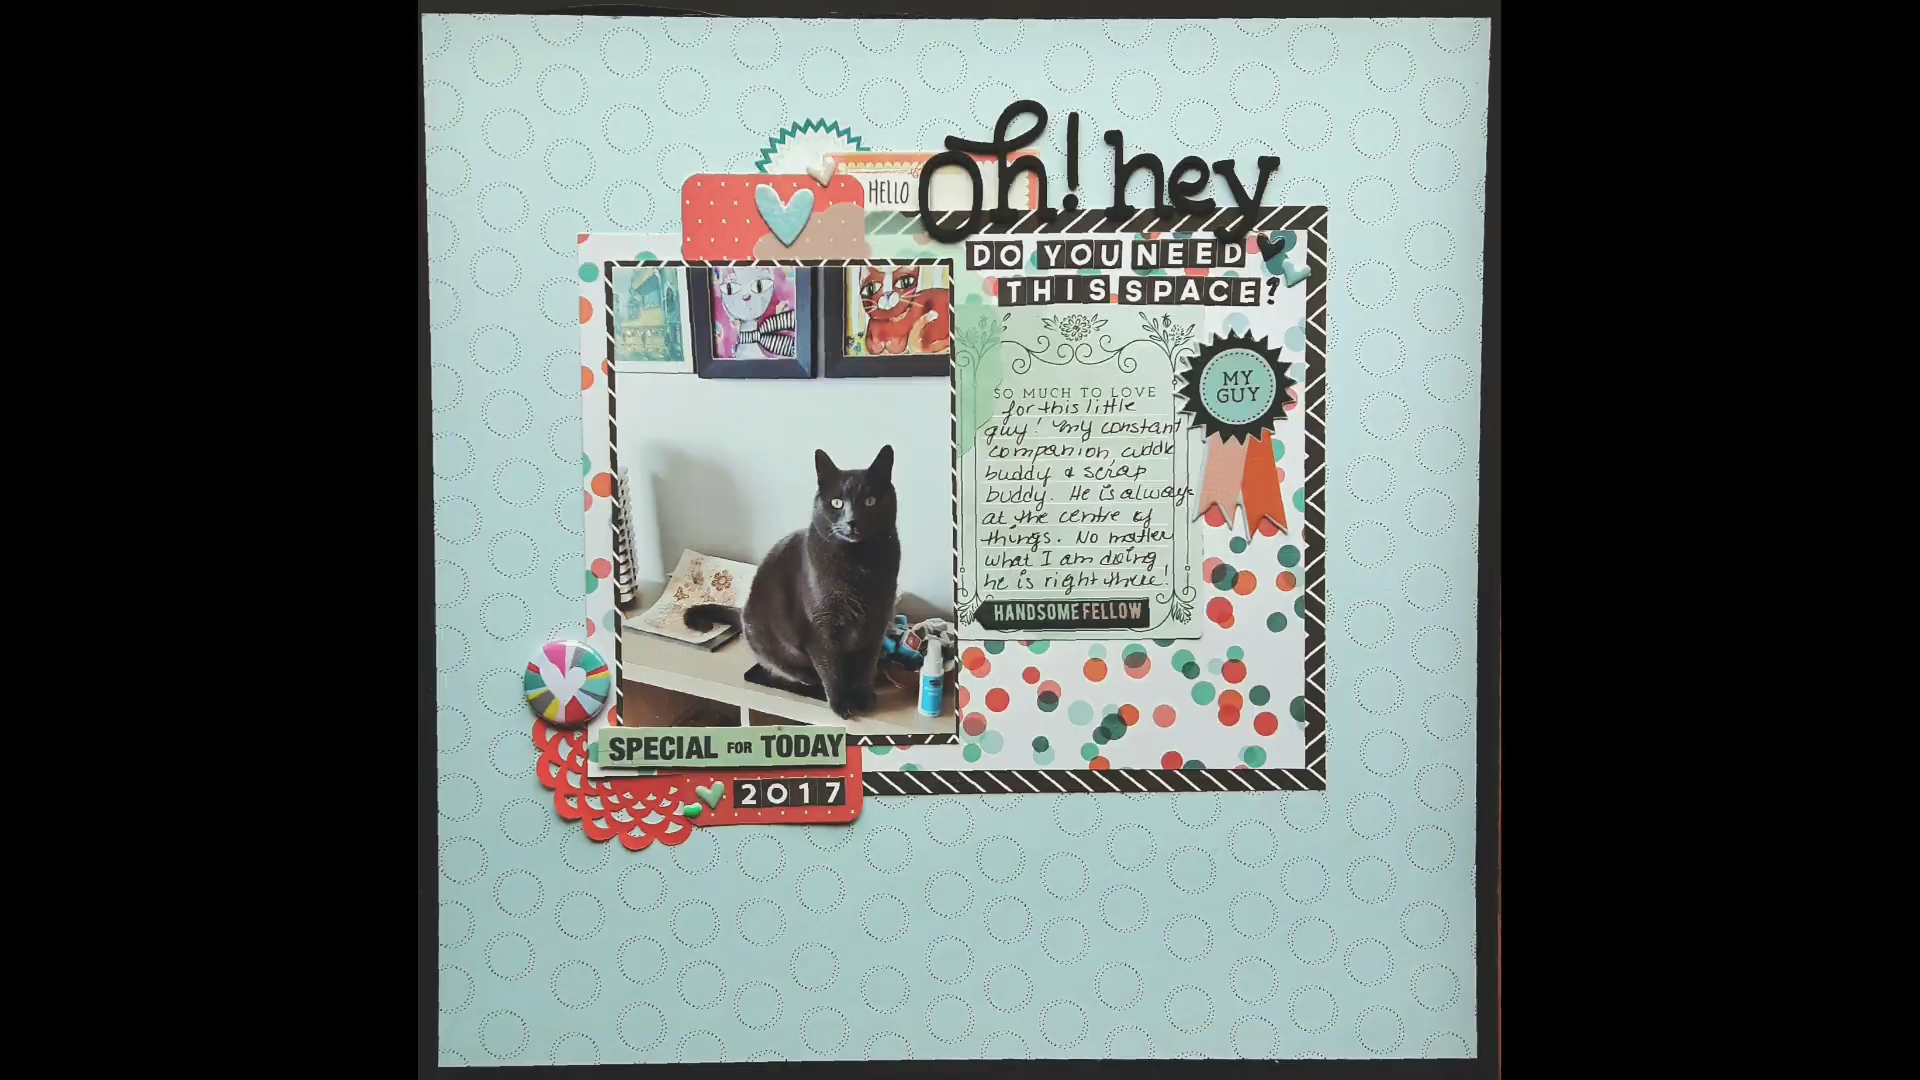 HELLO
oh! hey
DO YOU NEED
THIS SPACE?
MY
GUY
SO MUCH TO LOVE
for this little
guy! My constant
companion, cuddle
buddy & scrap
buddy. He is always
at the centre of
things. No matter
what I am doing
he is right there!
HANDSOME FELLOW
SPECIAL FOR TODAY
2017